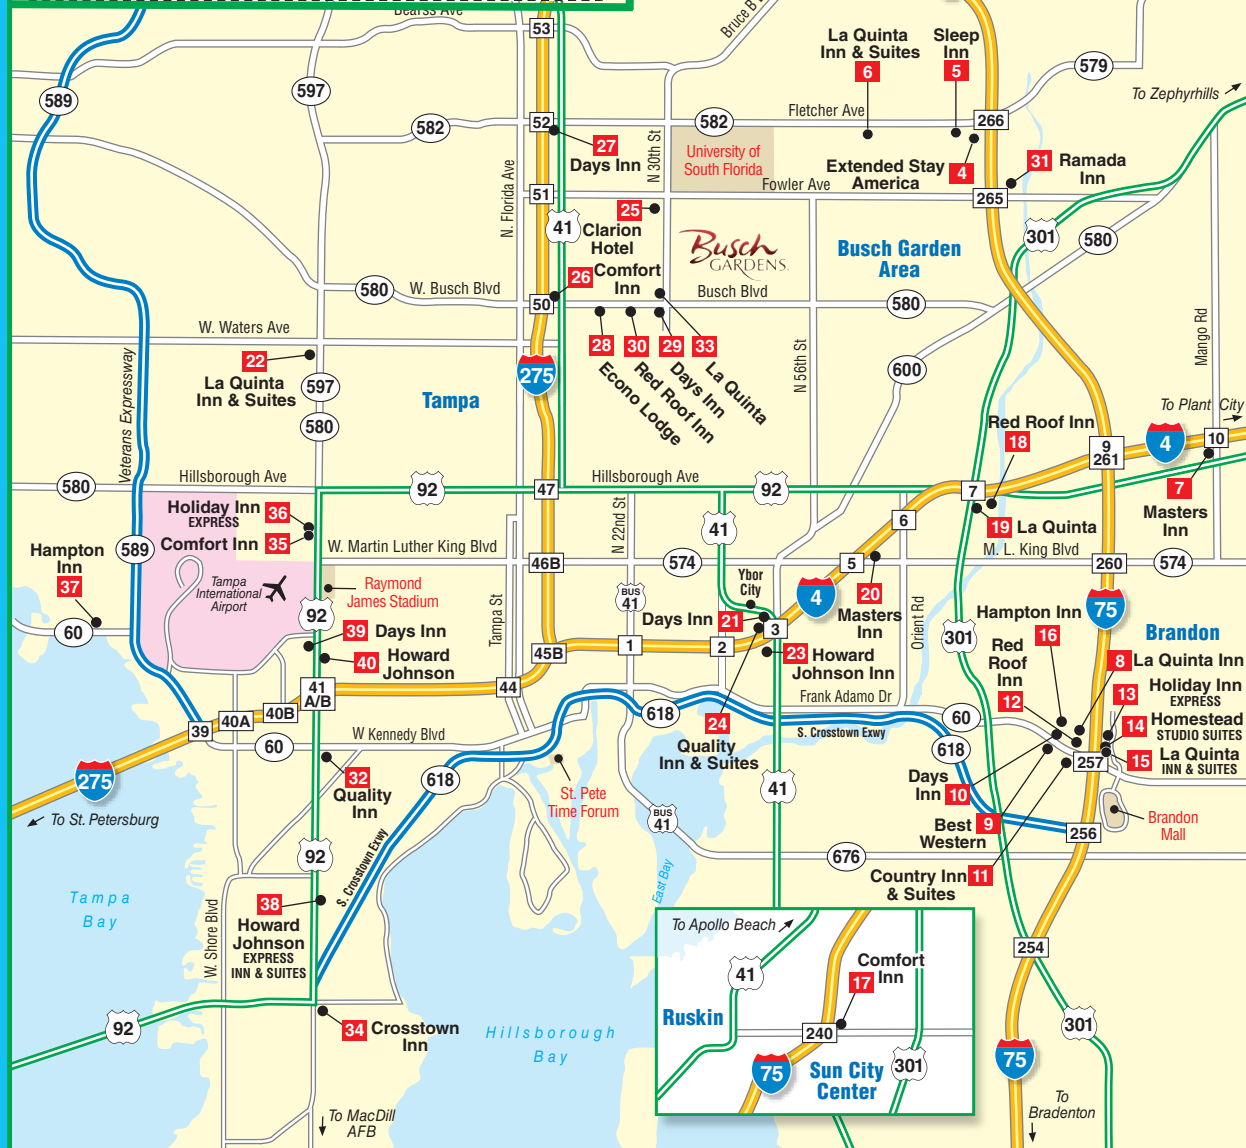 Bearss Ave
53
Bruce B
La Quinta
Inn & Suites
6
Sleep
Inn
5
579
To Zephyrhills
589
597
582
52
582
Fletcher Ave
266
27
Days Inn
N 30th St
University of
South Florida
Extended Stay
America
4
31
Ramada
Inn
N. Florida Ave
51
Fowler Ave
265
25
41
Clarion
Hotel
Busch
GARDENS
Busch Garden
Area
301
580
26
Comfort
Inn
580
W. Busch Blvd
50
Busch Blvd
580
W. Waters Ave
22
La Quinta
Inn & Suites
597
580
28
30
29
33
Econo Lodge
Red Roof Inn
Days Inn
La Quinta
N 56th St
600
Mango Rd
275
Tampa
Veterans Expressway
To Plant City
Red Roof Inn
18
9
261
4
10
580
Hillsborough Ave
92
47
Hillsborough Ave
92
7
7
Masters
Inn
Holiday Inn
EXPRESS
36
Comfort Inn
35
N 22nd St
41
6
19
La Quinta
Hampton
Inn
37
589
W. Martin Luther King Blvd
46B
574
5
M. L. King Blvd
260
574
Tampa
International
Airport
Raymond
James Stadium
Ybor
City
4
20
Masters
Inn
75
60
92
Tampa St
BUS
41
Days Inn
21
3
Orient Rd
301
Hampton Inn
16
Brandon
39
Days Inn
40
Howard
Johnson
45B
1
2
23
Howard
Johnson Inn
Red
Roof
Inn
12
8
La Quinta Inn
13
Holiday Inn
EXPRESS
14
Homestead
STUDIO SUITES
15
La Quinta
INN & SUITES
41
A/B
44
Frank Adamo Dr
39
40A
40B
618
24
Quality
Inn & Suites
S. Crosstown Exwy
60
618
257
60
W Kennedy Blvd
275
To St. Petersburg
32
Quality
Inn
618
St. Pete
Time Forum
41
Days
Inn
10
Best
Western
9
256
Brandon
Mall
BUS
41
92
S. Crosstown Exwy
676
Country Inn
& Suites
11
Tampa
Bay
East Bay
38
Howard
Johnson
EXPRESS
INN & SUITES
W. Shore Blvd
To Apollo Beach
41
Comfort
Inn
17
254
92
34
Crosstown
Inn
Hillsborough
Bay
Ruskin
240
75
Sun City
Center
301
301
75
To MacDill
AFB
To
Bradenton